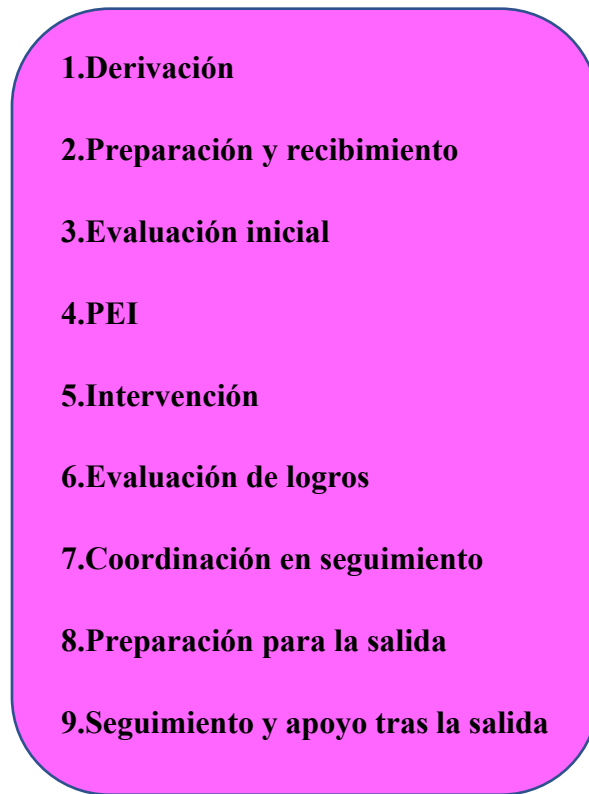 1.Derivación
2.Preparación y recibimiento
3.Evaluación inicial
4.PEI
5.Intervención
6.Evaluación de logros
7.Coordinación en seguimiento
8.Preparación para la salida
9.Seguimiento y apoyo tras la salida